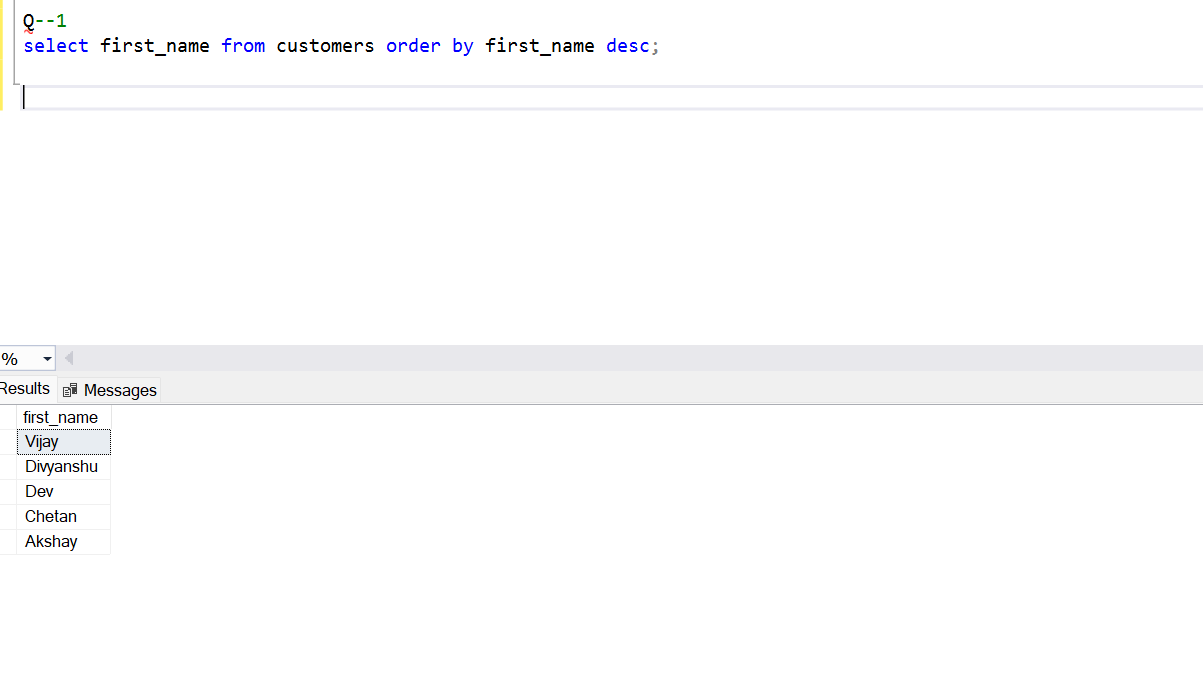 Q--1
select first_name from customers order by first_name desc;
%
Results Messages
first_name
Vijay
Divyanshu
Dev
Chetan
Akshay